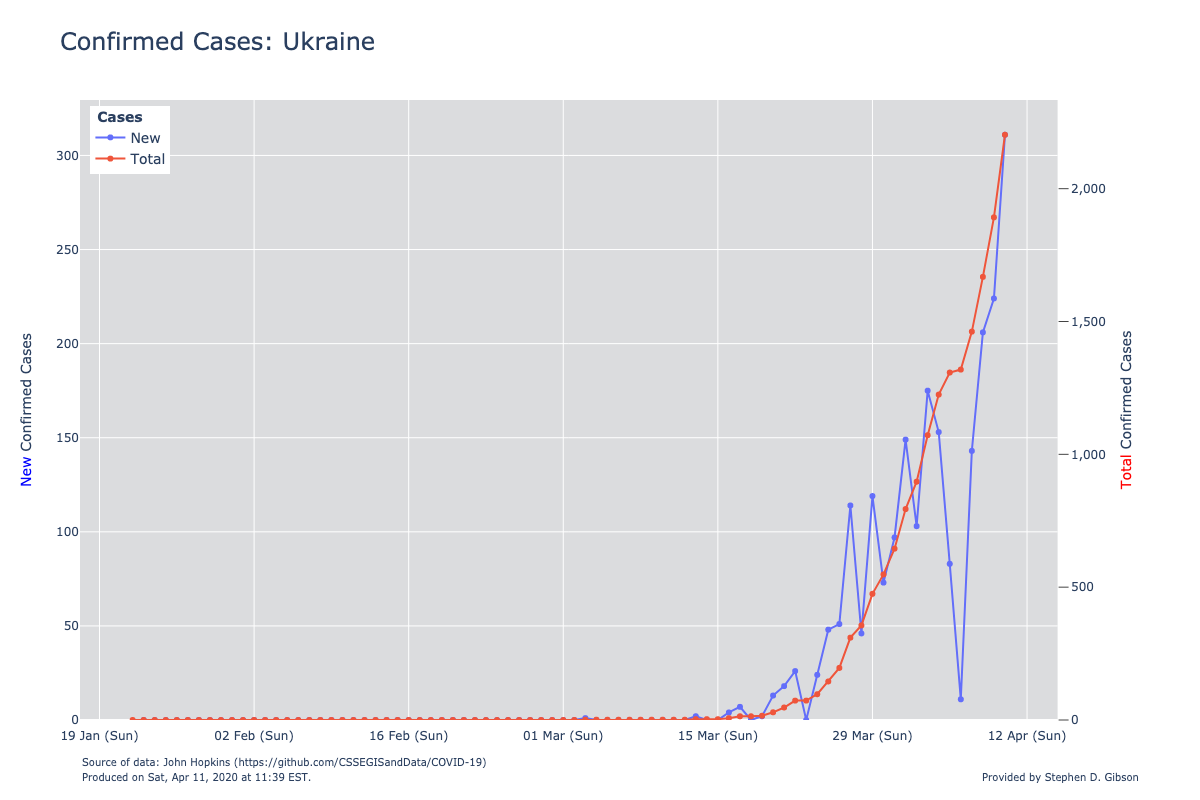 Confirmed Cases: Ukraine
Cases
New
Total
300
250
200
150
100
50
0
New Confirmed Cases
2,000
1,500
1,000
500
0
Total Confirmed Cases
19 Jan (Sun)
02 Feb (Sun)
16 Feb (Sun)
01 Mar (Sun)
15 Mar (Sun)
29 Mar (Sun)
12 Apr (Sun)
Source of data: John Hopkins (https://github.com/CSSEGISandData/COVID-19)
Produced on Sat, Apr 11, 2020 at 11:39 EST.
Provided by Stephen D. Gibson